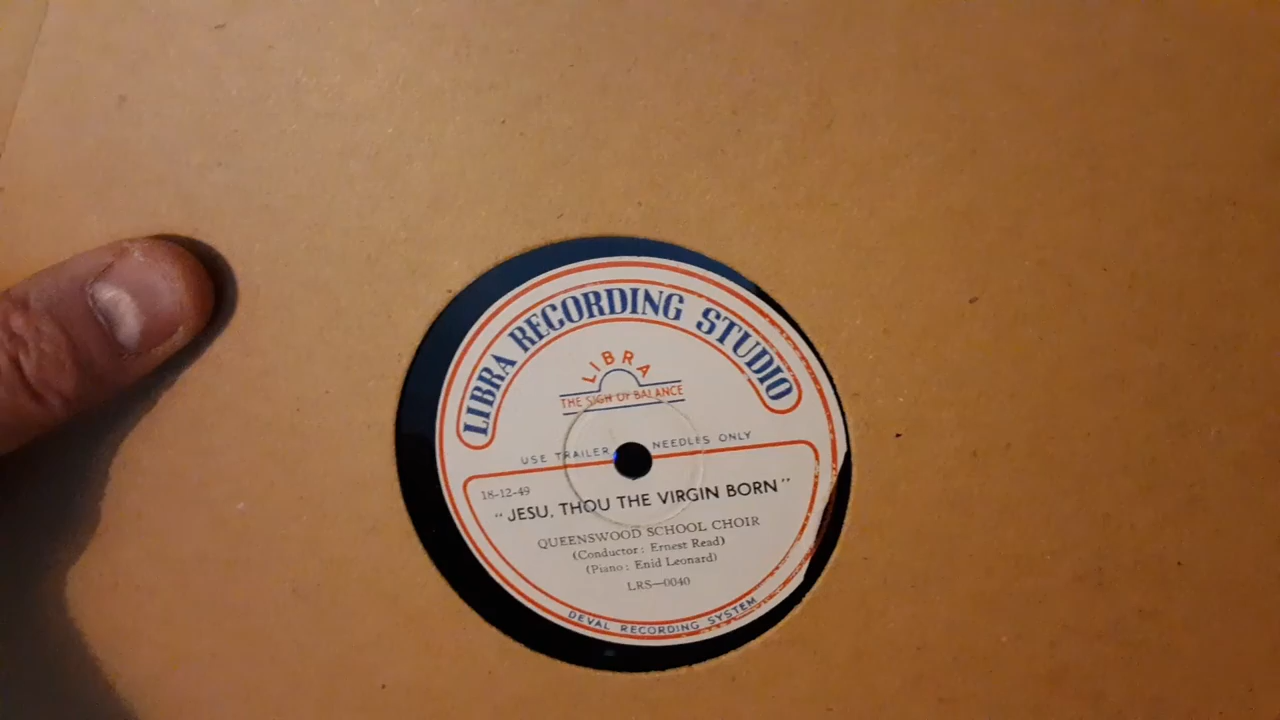 LIBRA RECORDING STUDIO
LIBRA
THE SIGN OF BALANCE
USE TRAILER NEEDLES ONLY
18-12-49
"JESU, THOU THE VIRGIN BORN"
QUEENSWOOD SCHOOL CHOIR
(Conductor: Ernest Read)
(Piano: Enid Leonard)
LRS—0040
DEVAL RECORDING SYSTEM